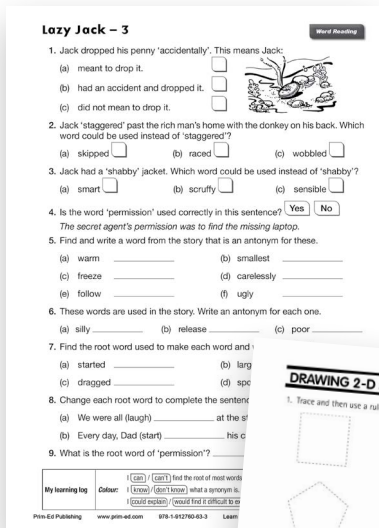 Lazy Jack – 3
Word Reading
1. Jack dropped his penny 'accidentally'. This means Jack:
(a) meant to drop it.
(b) had an accident and dropped it.
(c) did not mean to drop it.
2. Jack 'staggered' past the rich man's home with the donkey on his back. Which
word could be used instead of 'staggered'?
(a) skipped (b) raced (c) wobbled
3. Jack had a 'shabby' jacket. Which word could be used instead of 'shabby'?
(a) smart (b) scruffy (c) sensible
4. Is the word 'permission' used correctly in this sentence? Yes No
The secret agent's permission was to find the missing laptop.
5. Find and write a word from the story that is an antonym for these.
(a) warm (b) smallest
(c) freeze (d) carelessly
(e) follow (f) ugly
6. These words are used in the story. Write an antonym for each one.
(a) silly (b) release (c) poor
7. Find the root word used to make each word and
(a) started (b) larg
(c) dragged (d) spo
8. Change each root word to complete the sentenc
(a) We were all (laugh) at the st
(b) Every day, Dad (start) his c
9. What is the root word of 'permission'?
My learning log
Colour:
I can / can't find the root of most words
I know / don't know what a synonym is.
I could explain / would find it difficult to ex
Prim-Ed Publishing www.prim-ed.com 978-1-912760-63-3 Learn
DRAWING 2-D
1. Trace and then use a rul